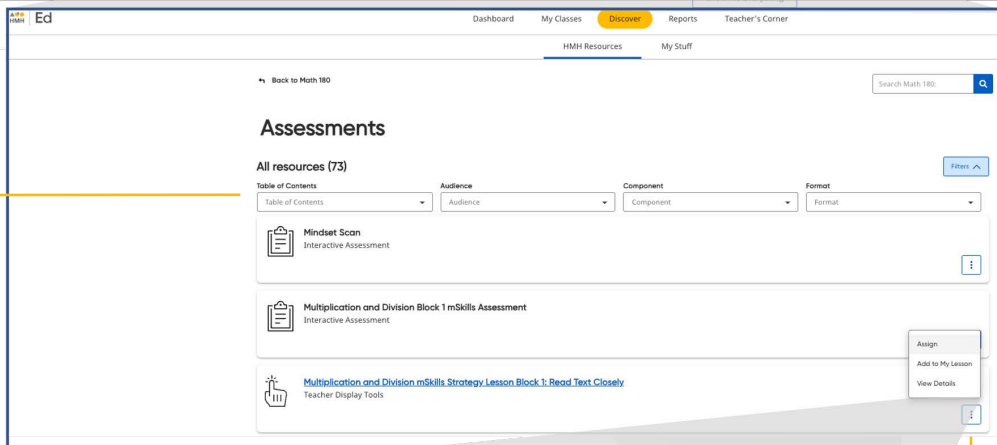 HMH Ed
Dashboard My Classes Discover Reports Teacher's Corner
HMH Resources My Stuff
Back to Math 180
Search Math 180:
Assessments
All resources (73)
Filters
Table of Contents Audience Component Format
Table of Contents Audience Component Format
Mindset Scan
Interactive Assessment
Multiplication and Division Block 1 mSkills Assessment
Interactive Assessment
Assign
Add to My Lesson
View Details
Multiplication and Division mSkills Strategy Lesson Block 1: Read Text Closely
Teacher Display Tools